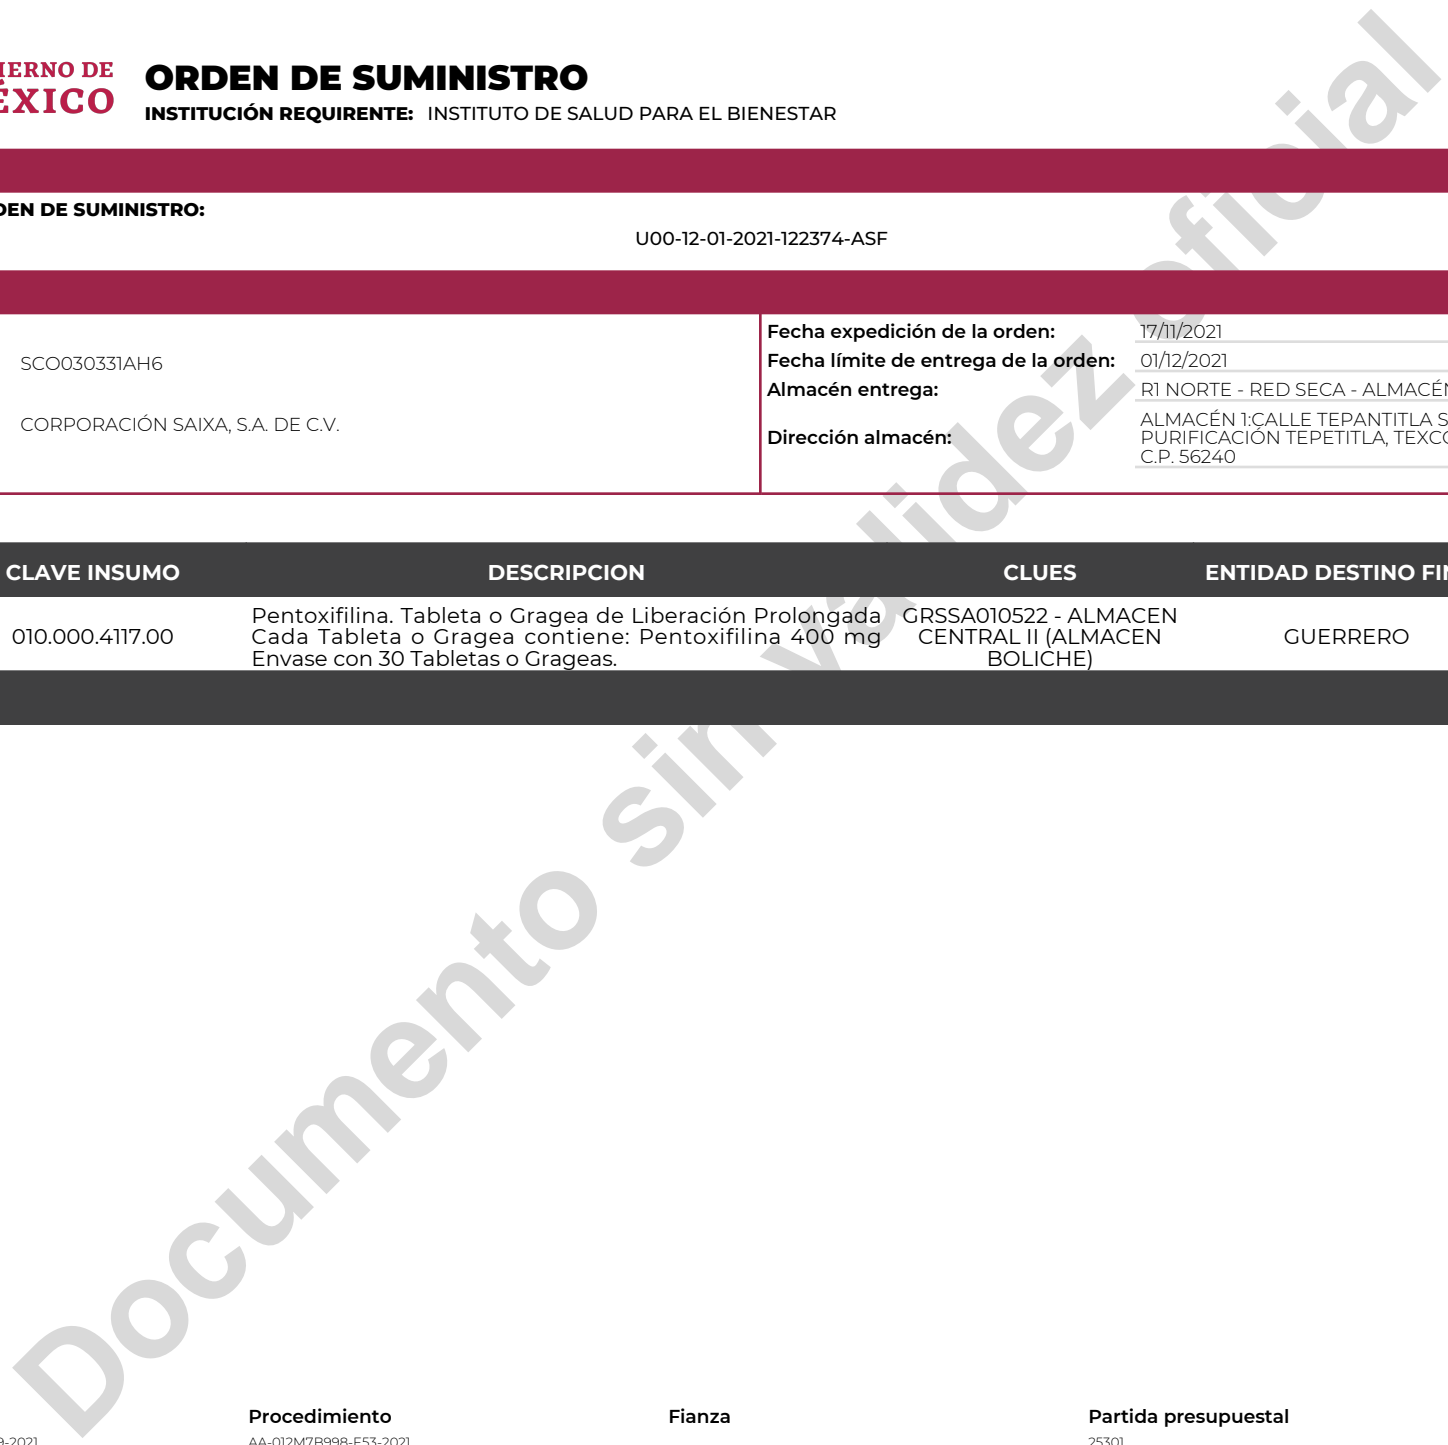 ORDEN DE SUMINISTRO
INSTITUCIÓN REQUIRENTE: INSTITUTO DE SALUD PARA EL BIENESTAR
DE
DE SUMINISTRO:
U00-12-01-2021-122374-ASF
SCO030331AH6
CORPORACIÓN SAIXA, S.A. DE C.V.
Fecha expedición de la orden: 17/11/2021
Fecha límite de entrega de la orden: 01/12/2021
Almacén entrega: R1 NORTE - RED SECA - ALMACÉN
Dirección almacén: ALMACÉN 1:CALLE TEPANTITLA
PURIFICACIÓN TEPETITLA,
C.P. 56240
CLAVE INSUMO DESCRIPCION CLUES ENTIDAD DESTINO
010.000.4117.00
Pentoxifilina. Tableta o Gragea de Liberación Prolongada
Cada Tableta o Gragea contiene: Pentoxifilina 400 mg
Envase con 30 Tabletas o Grageas.
GRSSA010522 - ALMACEN
CENTRAL II (ALMACEN
BOLICHE)
GUERRERO
Documento sin validez oficial
Procedimiento Fianza Partida presupuestal
AA-012M7B998-E53-2021 25301